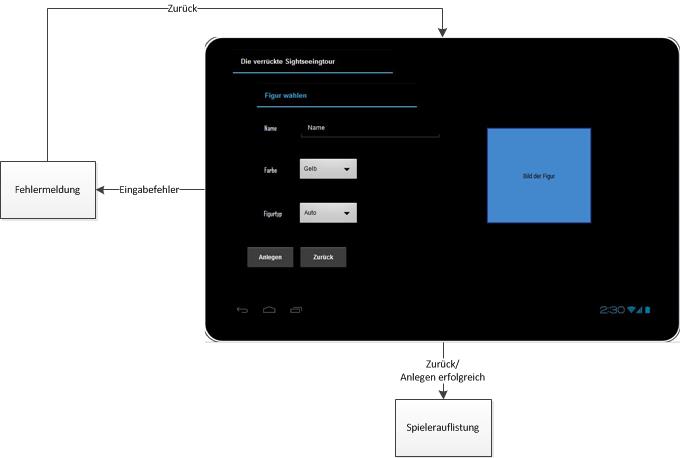 Zurück
Die verrückte Sightseeingtour
Figur wählen
Name Name
Fehlermeldung
Eingabefehler
Farbe Gelb
Bild der Figur
Figurtyp Auto
Anlegen Zurück
2:30
Zurück/
Anlegen erfolgreich
Spielerauflistung